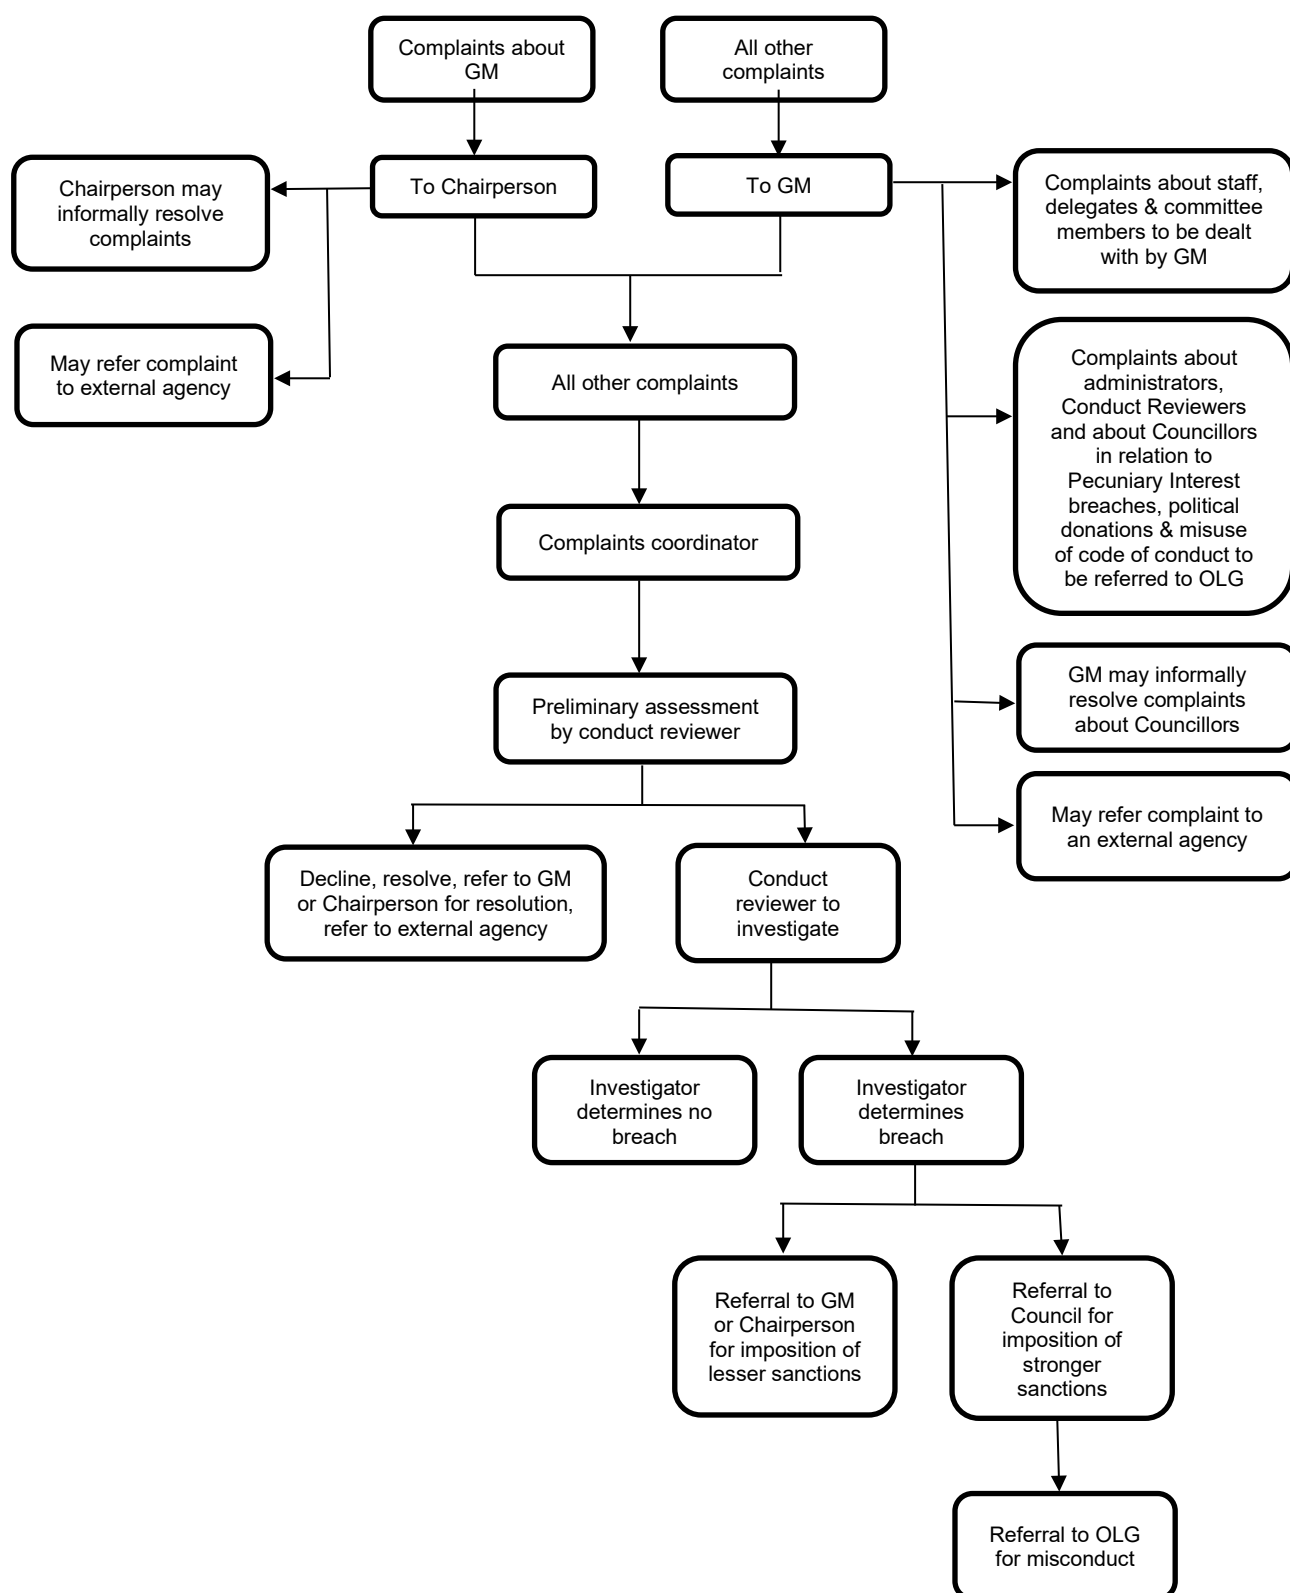 Complaints about
GM
All other
complaints
Chairperson may
informally resolve
complaints
To Chairperson
To GM
Complaints about staff,
delegates & committee
members to be dealt
with by GM
May refer complaint
to external agency
All other complaints
Complaints about
administrators,
Conduct Reviewers
and about Councillors
in relation to
Pecuniary Interest
breaches, political
donations & misuse
of code of conduct to
be referred to OLG
Complaints coordinator
Preliminary assessment
by conduct reviewer
GM may informally
resolve complaints
about Councillors
May refer complaint to
an external agency
Decline, resolve, refer to GM
or Chairperson for resolution,
refer to external agency
Conduct
reviewer to
investigate
Investigator
determines no
breach
Investigator
determines
breach
Referral to GM
or Chairperson
for imposition of
lesser sanctions
Referral to
Council for
imposition of
stronger
sanctions
Referral to OLG
for misconduct